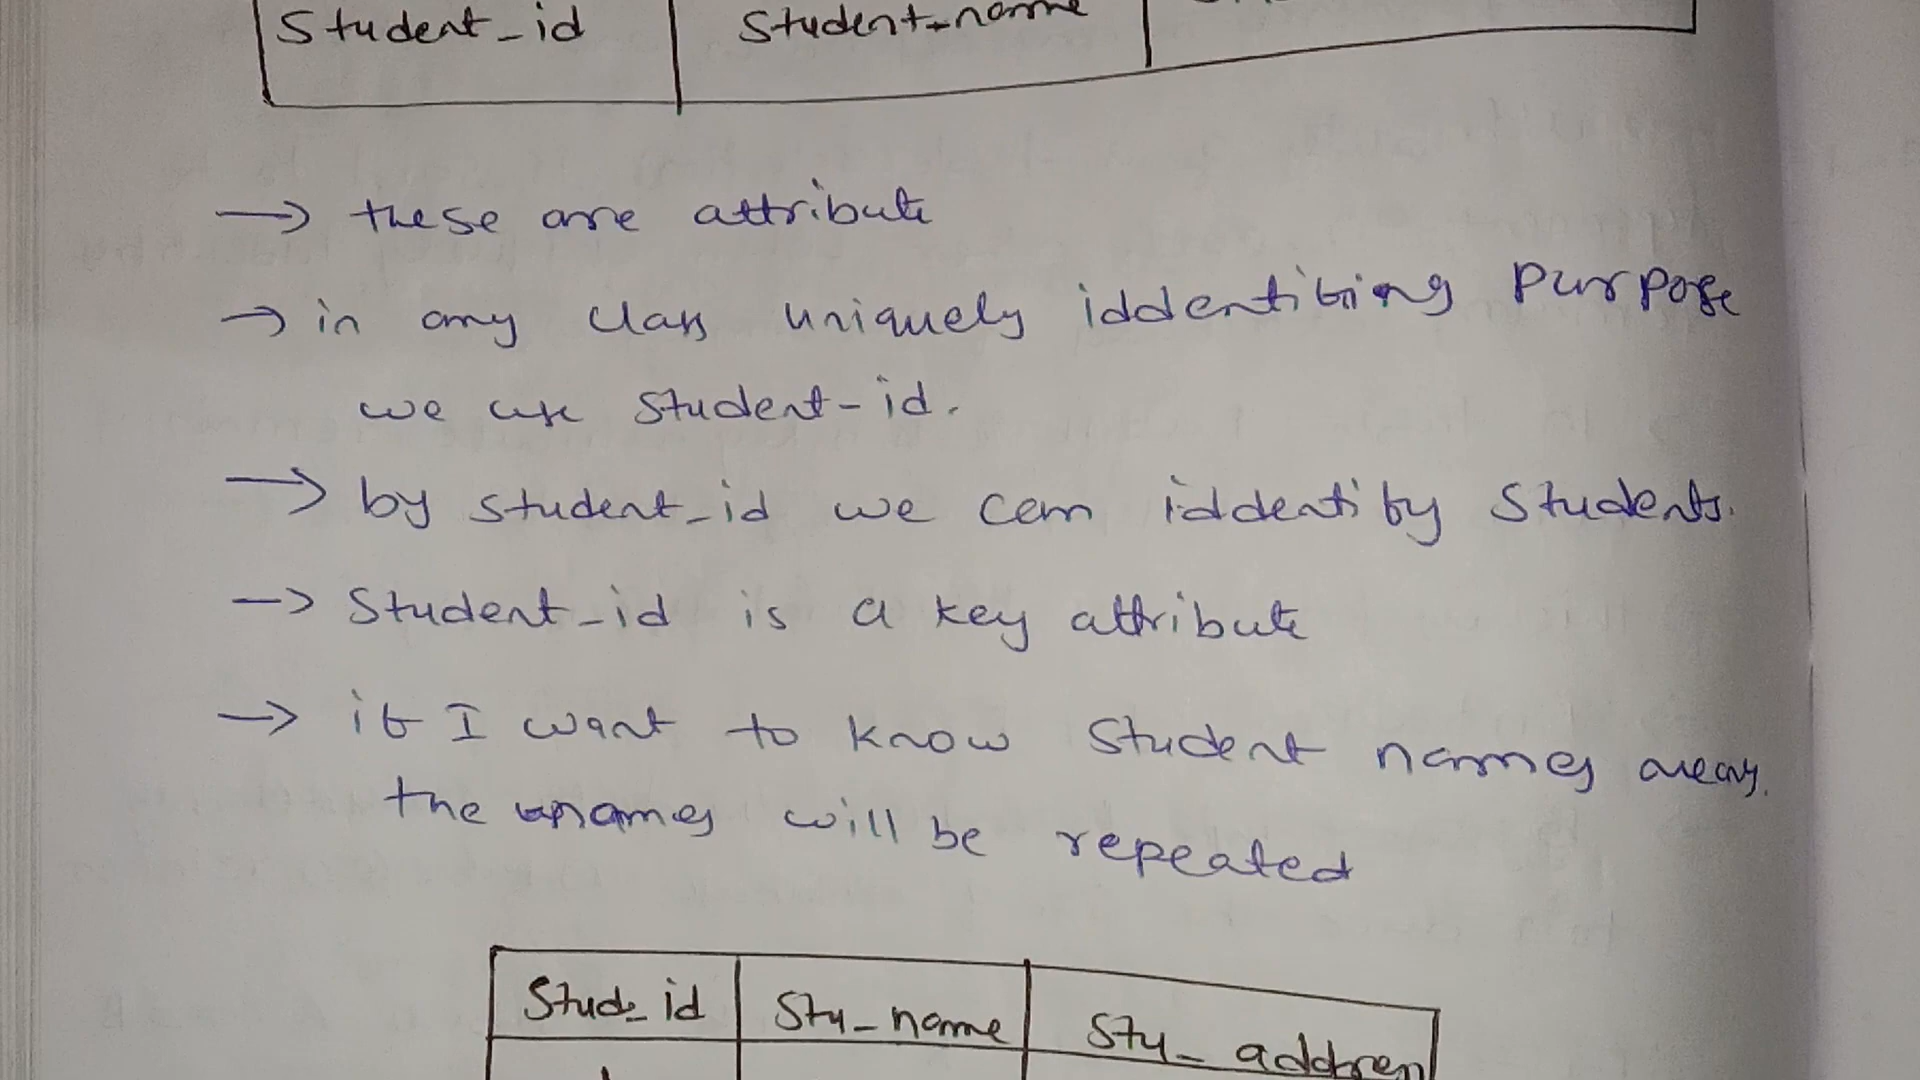 Student_id Student_name
→ these are attribute
→ in any class uniquely iddentifiing purpose
we use Student-id.
→ by student_id we can iddentify Students.
→ Student_id is a key attribute
→ if I want to know Student names
the names will be repeated
Stud_id Stu_name Stu_address